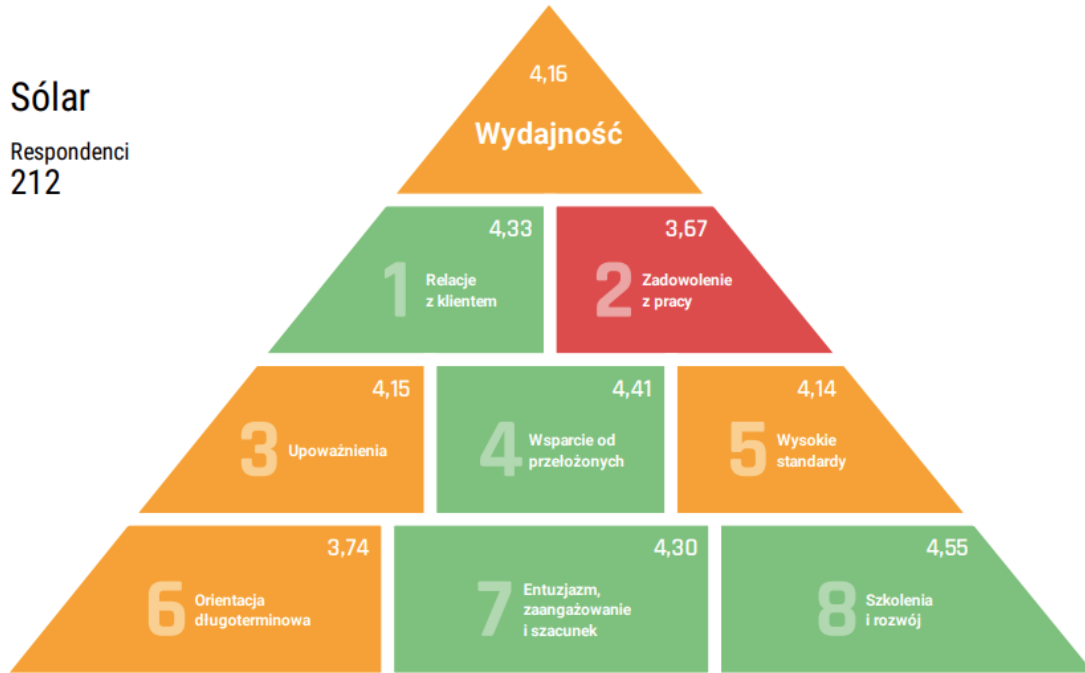 Sólar
Respondenci
212
4,16
Wydajność
4,33
1
Relacje
z klientem
3,67
2
Zadowolenie
z pracy
4,15
3
Upoważnienia
4,41
4
Wsparcie od
przełożonych
4,14
5
Wysokie
standardy
3,74
6
Orientacja
długoterminowa
4,30
7
Entuzjazm,
zaangażowanie
i szacunek
4,55
8
Szkolenia
i rozwój